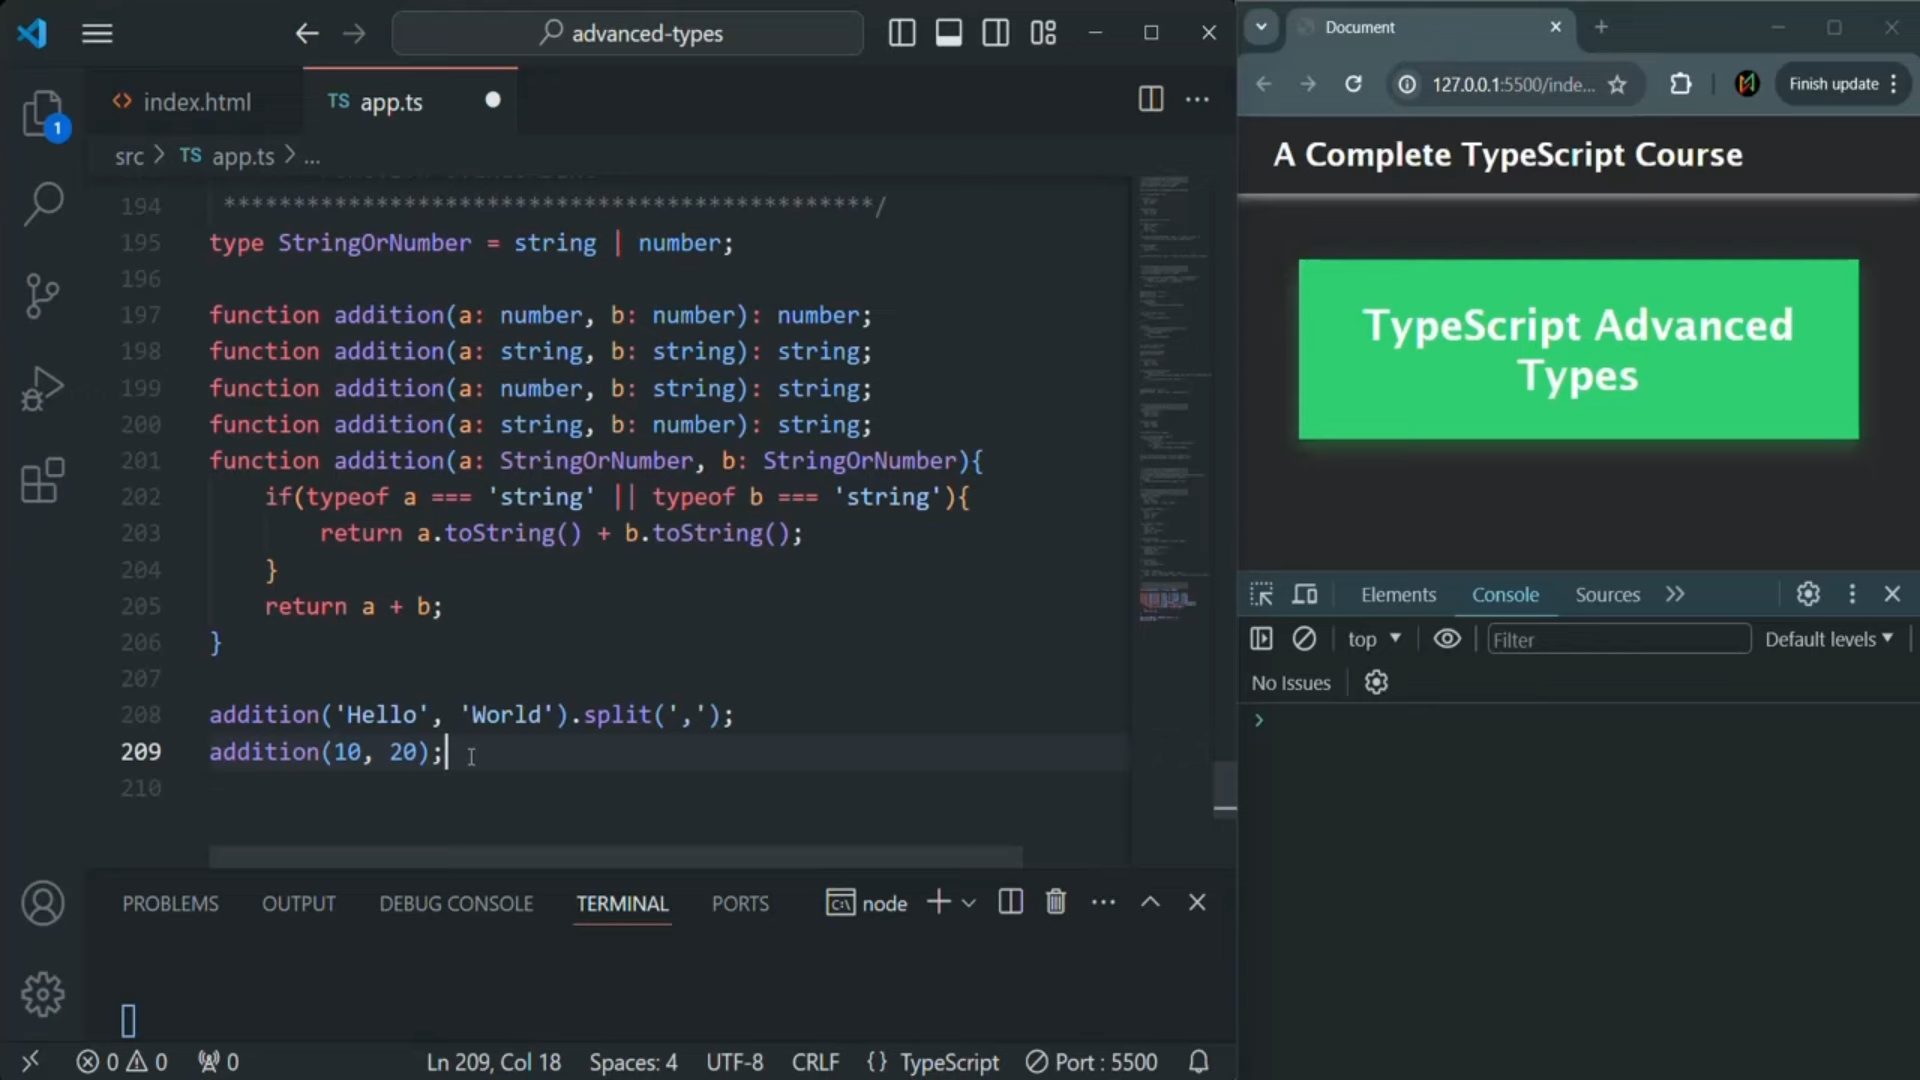 advanced-types
index.html
TS app.ts
src > TS app.ts > ...
194 ***********************************************/
195 type StringOrNumber = string | number;
196
197 function addition(a: number, b: number): number;
198 function addition(a: string, b: string): string;
199 function addition(a: number, b: string): string;
200 function addition(a: string, b: number): string;
201 function addition(a: StringOrNumber, b: StringOrNumber){
202 if(typeof a === 'string' || typeof b === 'string'){
203 return a.toString() + b.toString();
204 }
205 return a + b;
206 }
207
208 addition('Hello', 'World').split(',');
209 addition(10, 20);
210
1
PROBLEMS OUTPUT DEBUG CONSOLE TERMINAL PORTS node
0 0 0 Ln 209, Col 18 Spaces: 4 UTF-8 CRLF {} TypeScript Port : 5500
Document
127.0.0.1:5500/inde...
Finish update
A Complete TypeScript Course
TypeScript Advanced
Types
Elements Console Sources
top Filter Default levels
No Issues